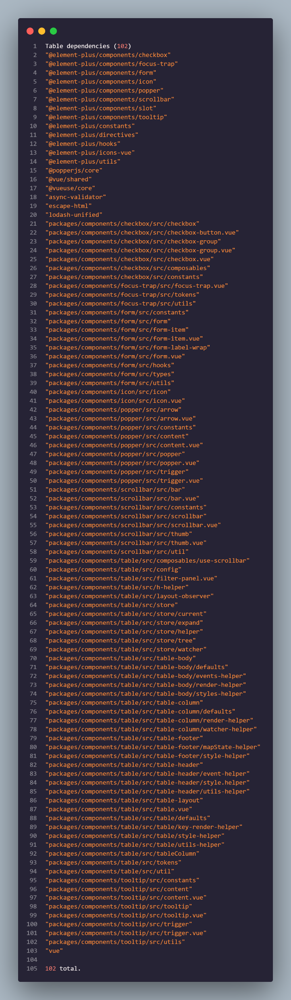 1 Table dependencies (102)
2 "@element-plus/components/checkbox"
3 "@element-plus/components/focus-trap"
4 "@element-plus/components/form"
5 "@element-plus/components/icon"
6 "@element-plus/components/popper"
7 "@element-plus/components/scrollbar"
8 "@element-plus/components/slot"
9 "@element-plus/components/tooltip"
10 "@element-plus/constants"
11 "@element-plus/directives"
12 "@element-plus/hooks"
13 "@element-plus/icons-vue"
14 "@element-plus/utils"
15 "@popperjs/core"
16 "@vue/shared"
17 "@vueuse/core"
18 "async-validator"
19 "escape-html"
20 "lodash-unified"
21 "packages/components/checkbox/src/checkbox"
22 "packages/components/checkbox/src/checkbox-button.vue"
23 "packages/components/checkbox/src/checkbox-group"
24 "packages/components/checkbox/src/checkbox-group.vue"
25 "packages/components/checkbox/src/checkbox.vue"
26 "packages/components/checkbox/src/composables"
27 "packages/components/checkbox/src/constants"
28 "packages/components/focus-trap/src/focus-trap.vue"
29 "packages/components/focus-trap/src/tokens"
30 "packages/components/focus-trap/src/utils"
31 "packages/components/form/src/constants"
32 "packages/components/form/src/form"
33 "packages/components/form/src/form-item"
34 "packages/components/form/src/form-item.vue"
35 "packages/components/form/src/form-label-wrap"
36 "packages/components/form/src/form.vue"
37 "packages/components/form/src/hooks"
38 "packages/components/form/src/types"
39 "packages/components/form/src/utils"
40 "packages/components/icon/src/icon"
41 "packages/components/icon/src/icon.vue"
42 "packages/components/popper/src/arrow"
43 "packages/components/popper/src/arrow.vue"
44 "packages/components/popper/src/constants"
45 "packages/components/popper/src/content"
46 "packages/components/popper/src/content.vue"
47 "packages/components/popper/src/popper"
48 "packages/components/popper/src/popper.vue"
49 "packages/components/popper/src/trigger"
50 "packages/components/popper/src/trigger.vue"
51 "packages/components/scrollbar/src/bar"
52 "packages/components/scrollbar/src/bar.vue"
53 "packages/components/scrollbar/src/constants"
54 "packages/components/scrollbar/src/scrollbar"
55 "packages/components/scrollbar/src/scrollbar.vue"
56 "packages/components/scrollbar/src/thumb"
57 "packages/components/scrollbar/src/thumb.vue"
58 "packages/components/scrollbar/src/util"
59 "packages/components/table/src/composables/use-scrollbar"
60 "packages/components/table/src/config"
61 "packages/components/table/src/filter-panel.vue"
62 "packages/components/table/src/h-helper"
63 "packages/components/table/src/layout-observer"
64 "packages/components/table/src/store"
65 "packages/components/table/src/store/current"
66 "packages/components/table/src/store/expand"
67 "packages/components/table/src/store/helper"
68 "packages/components/table/src/store/tree"
69 "packages/components/table/src/store/watcher"
70 "packages/components/table/src/table-body"
71 "packages/components/table/src/table-body/defaults"
72 "packages/components/table/src/table-body/events-helper"
73 "packages/components/table/src/table-body/render-helper"
74 "packages/components/table/src/table-body/styles-helper"
75 "packages/components/table/src/table-column"
76 "packages/components/table/src/table-column/defaults"
77 "packages/components/table/src/table-column/render-helper"
78 "packages/components/table/src/table-column/watcher-helper"
79 "packages/components/table/src/table-footer"
80 "packages/components/table/src/table-footer/mapState-helper"
81 "packages/components/table/src/table-footer/style-helper"
82 "packages/components/table/src/table-header"
83 "packages/components/table/src/table-header/event-helper"
84 "packages/components/table/src/table-header/style.helper"
85 "packages/components/table/src/table-header/utils-helper"
86 "packages/components/table/src/table-layout"
87 "packages/components/table/src/table.vue"
88 "packages/components/table/src/table/defaults"
89 "packages/components/table/src/table/key-render-helper"
90 "packages/components/table/src/table/style-helper"
91 "packages/components/table/src/table/utils-helper"
92 "packages/components/table/src/tableColumn"
93 "packages/components/table/src/tokens"
94 "packages/components/table/src/util"
95 "packages/components/tooltip/src/constants"
96 "packages/components/tooltip/src/content"
97 "packages/components/tooltip/src/content.vue"
98 "packages/components/tooltip/src/tooltip"
99 "packages/components/tooltip/src/tooltip.vue"
100 "packages/components/tooltip/src/trigger"
101 "packages/components/tooltip/src/trigger.vue"
102 "packages/components/tooltip/src/utils"
103 "vue"
104
105 102 total.